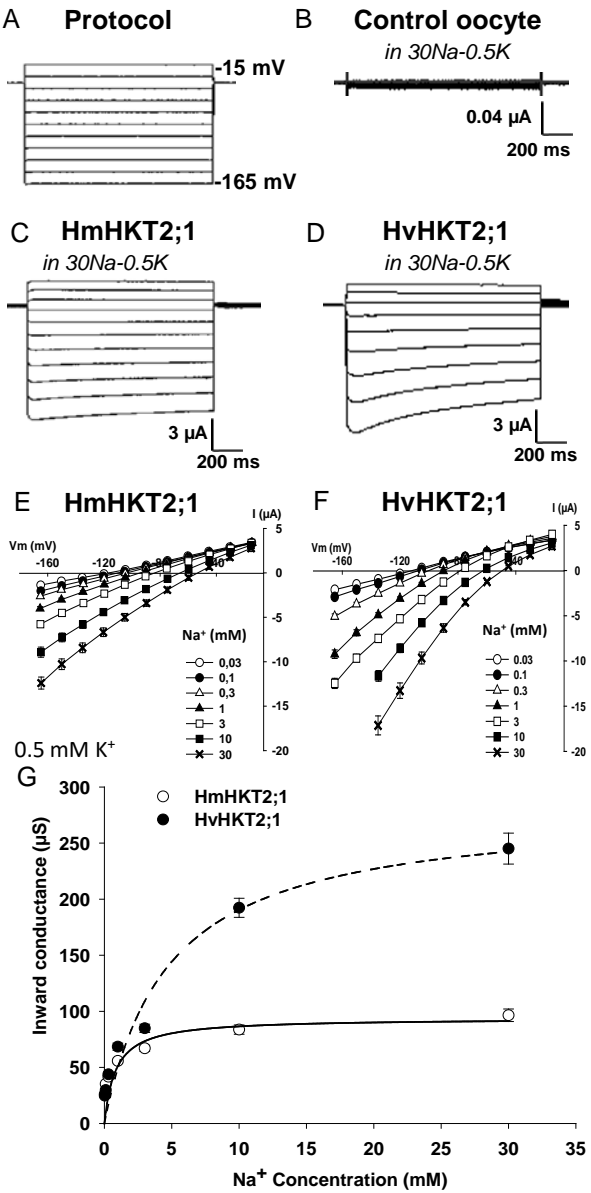 A Protocol
-15 mV
-165 mV
B Control oocyte
in 30Na-0.5K
0.04 µA
200 ms
C HmHKT2;1
in 30Na-0.5K
3 µA
200 ms
D HvHKT2;1
in 30Na-0.5K
3 µA
200 ms
E HmHKT2;1
I (µA)
Vm (mV)
-160 -120 -80 -40
5
0
-5
-10
-15
-20
Na⁺ (mM)
0,03
0,1
0,3
1
3
10
30
F HvHKT2;1
I (µA)
Vm (mV)
-160 -120
5
0
-5
-10
-15
-20
Na⁺ (mM)
0.03
0.1
0.3
1
3
10
30
0.5 mM K⁺
G
HmHKT2;1
HvHKT2;1
Inward conductance (µS)
300
250
200
150
100
50
0
0 5 10 15 20 25 30 35
Na⁺ Concentration (mM)